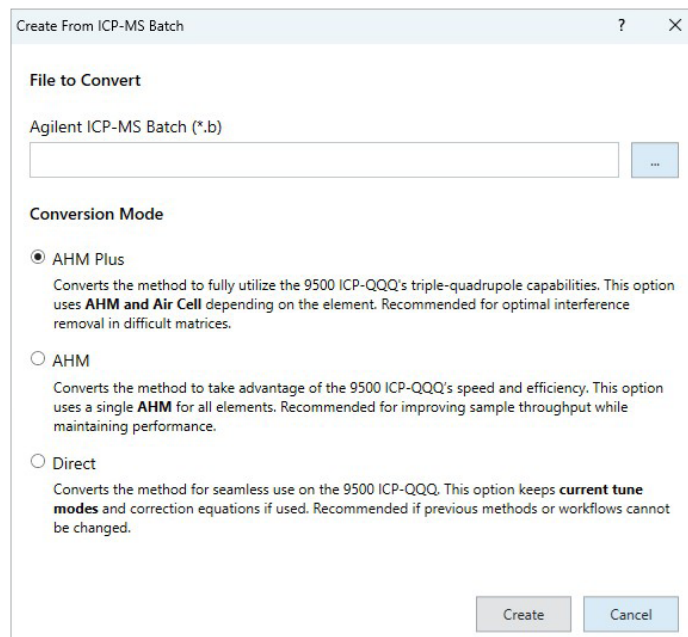 Create From ICP-MS Batch ? ×
File to Convert
Agilent ICP-MS Batch (*.b)
...
Conversion Mode
AHM Plus
Converts the method to fully utilize the 9500 ICP-QQQ's triple-quadrupole capabilities. This option
uses AHM and Air Cell depending on the element. Recommended for optimal interference
removal in difficult matrices.
AHM
Converts the method to take advantage of the 9500 ICP-QQQ's speed and efficiency. This option
uses a single AHM for all elements. Recommended for improving sample throughput while
maintaining performance.
Direct
Converts the method for seamless use on the 9500 ICP-QQQ. This option keeps current tune
modes and correction equations if used. Recommended if previous methods or workflows cannot
be changed.
Create Cancel